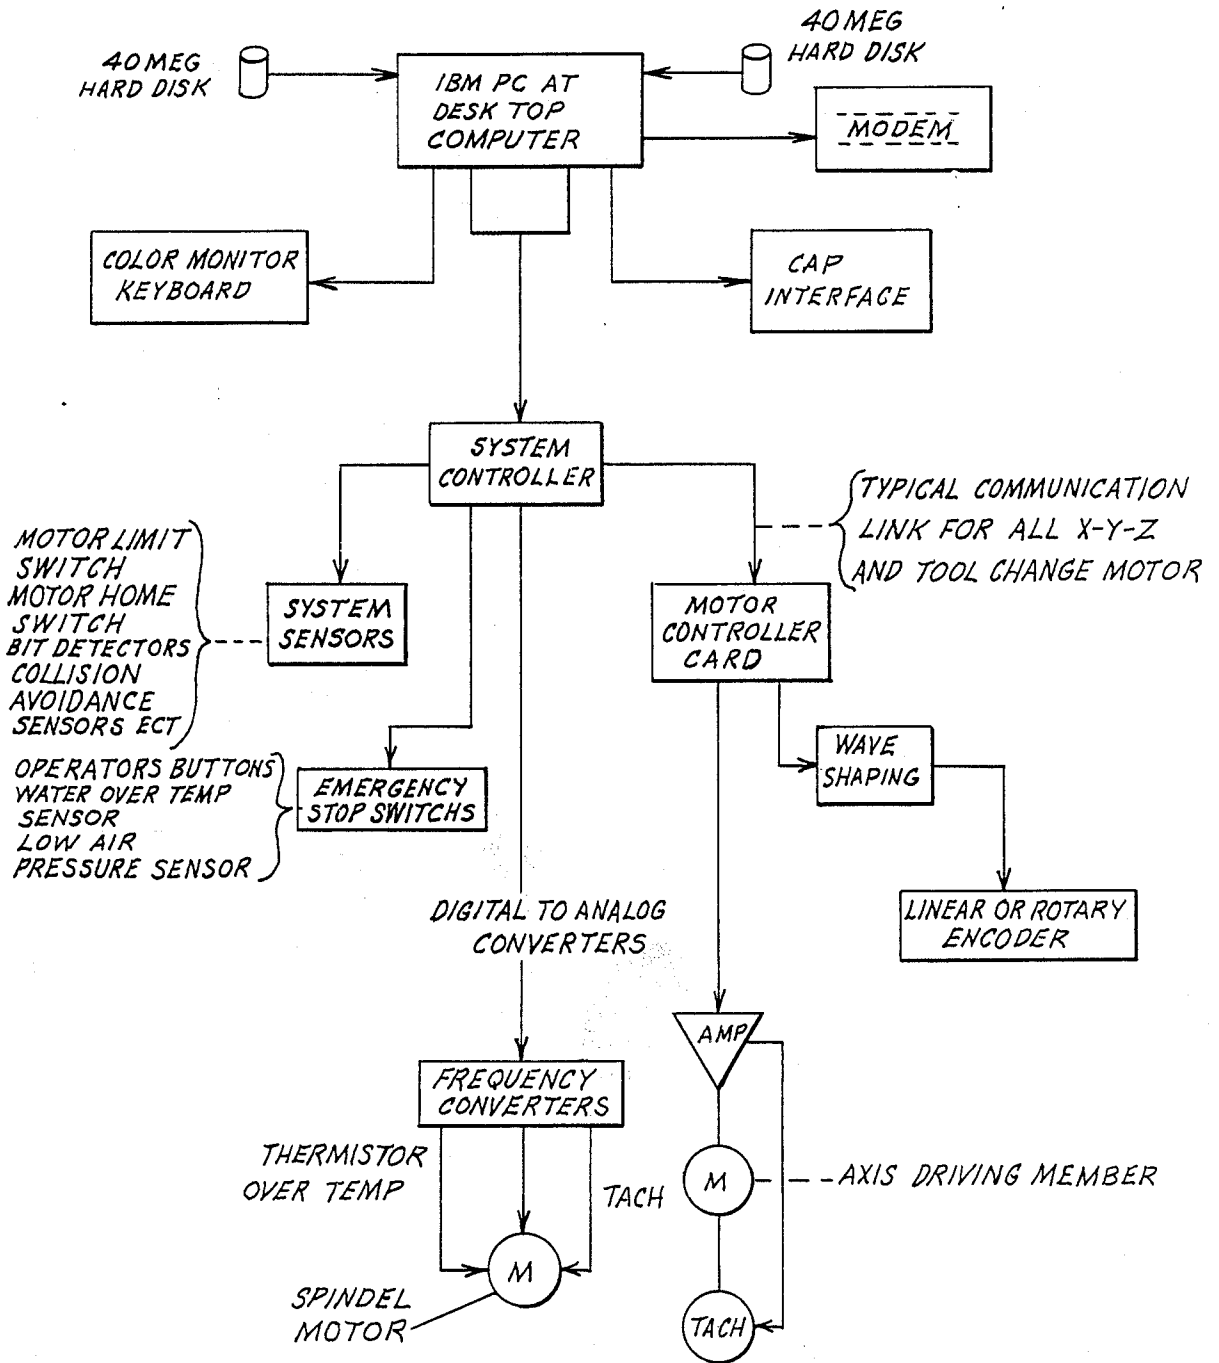 40 MEG
HARD DISK
40 MEG
HARD DISK
IBM PC AT
DESK TOP
COMPUTER
MODEM
COLOR MONITOR
KEYBOARD
CAP
INTERFACE
SYSTEM
CONTROLLER
TYPICAL COMMUNICATION
LINK FOR ALL X-Y-Z
AND TOOL CHANGE MOTOR
MOTOR LIMIT
SWITCH
MOTOR HOME
SWITCH
BIT DETECTORS
COLLISION
AVOIDANCE
SENSORS ECT
SYSTEM
SENSORS
MOTOR
CONTROLLER
CARD
WAVE
SHAPING
OPERATORS BUTTONS
WATER OVER TEMP
SENSOR
LOW AIR
PRESSURE SENSOR
EMERGENCY
STOP SWITCHS
DIGITAL TO ANALOG
CONVERTERS
LINEAR OR ROTARY
ENCODER
AMP
FREQUENCY
CONVERTERS
THERMISTOR
OVER TEMP
TACH
M
AXIS DRIVING MEMBER
M
SPINDEL
MOTOR
TACH